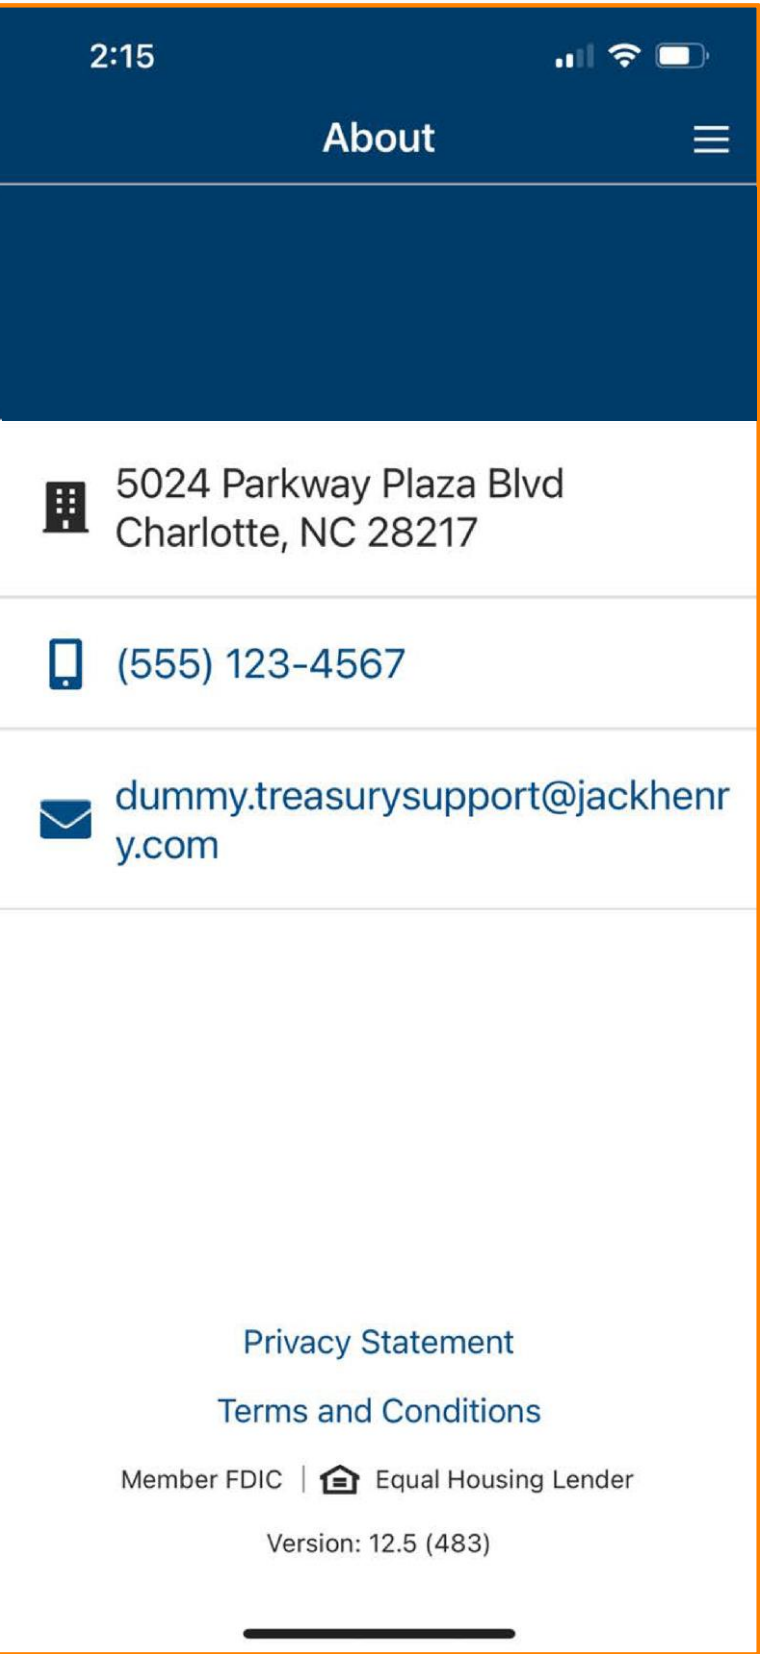 2:15
About
5024 Parkway Plaza Blvd
Charlotte, NC 28217
(555) 123-4567
dummy.treasurysupport@jackhenr
y.com
Privacy Statement
Terms and Conditions
Member FDIC | Equal Housing Lender
Version: 12.5 (483)